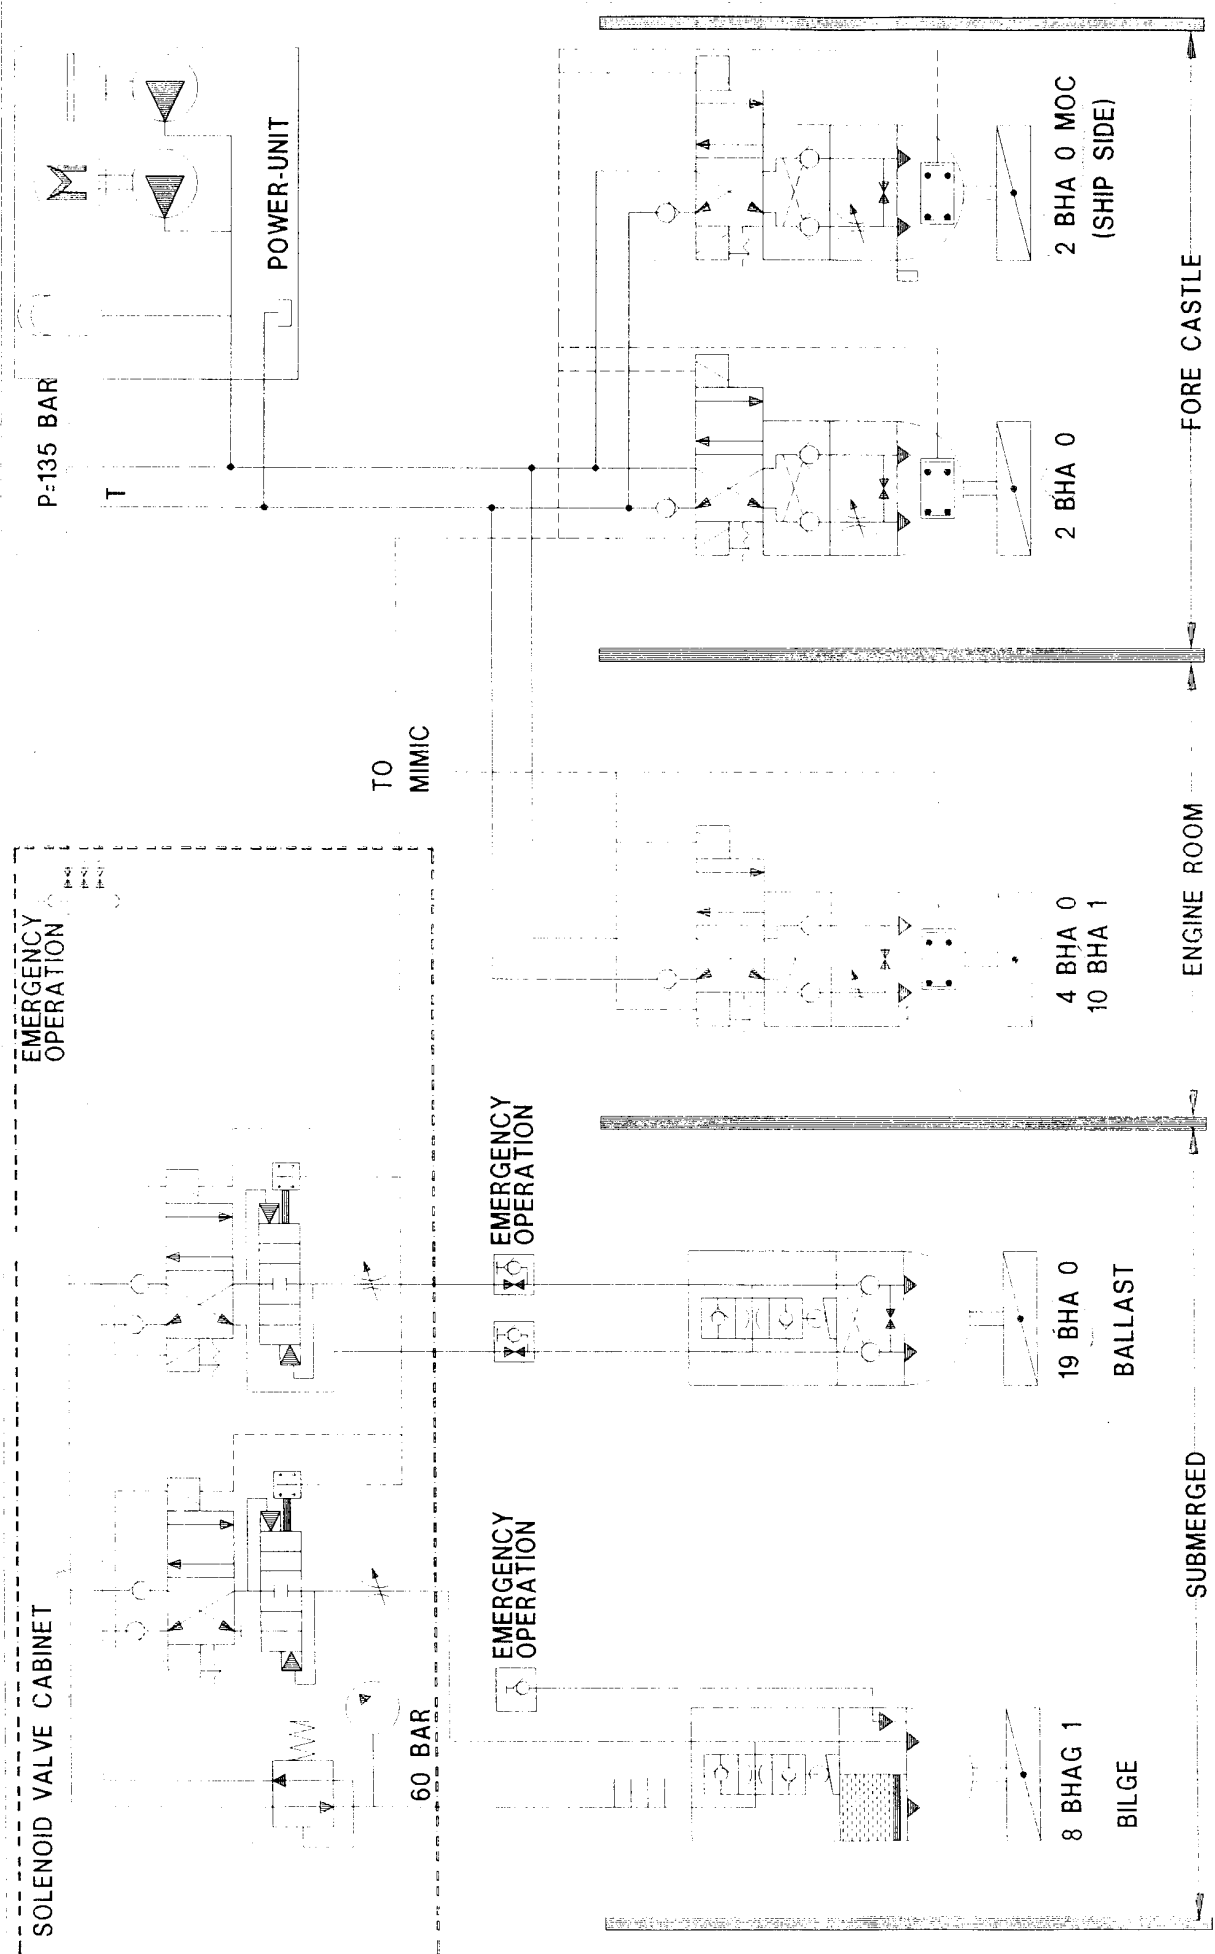 SOLENOID VALVE CABINET
EMERGENCY
OPERATION
P=135 BAR
T
M
POWER-UNIT
TO
MIMIC
60 BAR
EMERGENCY
OPERATION
EMERGENCY
OPERATION
8 BHAG 1
BILGE
19 BHA 0
BALLAST
4 BHA 0
10 BHA 1
2 BHA 0
2 BHA 0 MOC
(SHIP SIDE)
SUBMERGED
ENGINE ROOM
FORE CASTLE